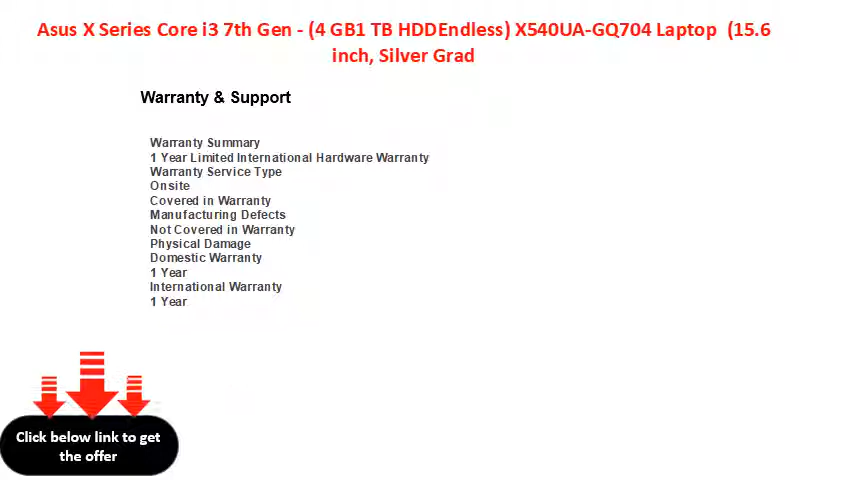 Asus X Series Core i3 7th Gen - (4 GB1 TB HDDEndless) X540UA-GQ704 Laptop (15.6
inch, Silver Grad
Warranty & Support
Warranty Summary
1 Year Limited International Hardware Warranty
Warranty Service Type
Onsite
Covered in Warranty
Manufacturing Defects
Not Covered in Warranty
Physical Damage
Domestic Warranty
1 Year
International Warranty
1 Year
Click below link to get
the offer